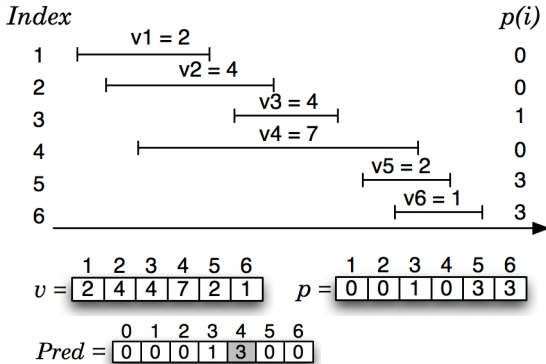 Index p(i)
v1 = 2
1 0
v2 = 4
2 0
v3 = 4
3 1
v4 = 7
4 0
v5 = 2
5 3
v6 = 1
6 3
1 2 3 4 5 6 1 2 3 4 5 6
v = 2 4 4 7 2 1 p = 0 0 1 0 3 3
0 1 2 3 4 5 6
Pred = 0 0 0 1 3 0 0